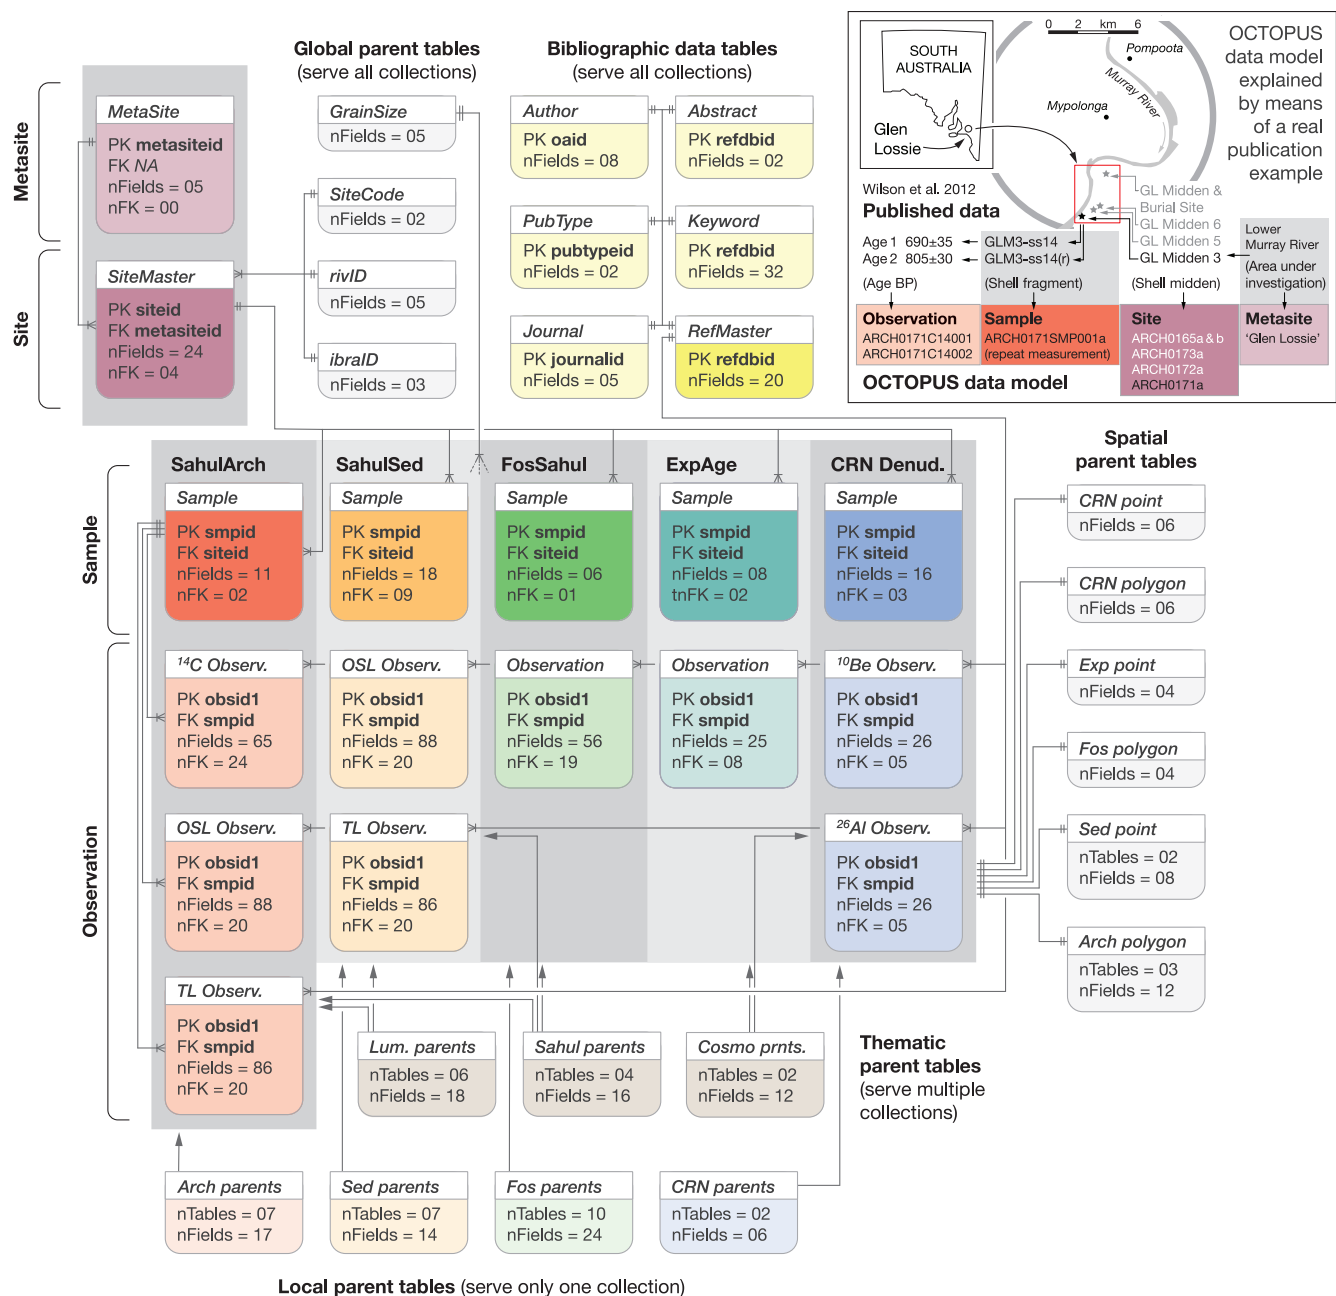 Global parent tables
(serve all collections)
Bibliographic data tables
(serve all collections)
Metasite
Site
MetaSite
PK metasiteid
FK NA
nFields = 05
nFK = 00
SiteMaster
PK siteid
FK metasiteid
nFields = 24
nFK = 04
GrainSize
nFields = 05
SiteCode
nFields = 02
rivID
nFields = 05
ibraID
nFields = 03
Author
PK oaid
nFields = 08
Abstract
PK refdbid
nFields = 02
PubType
PK pubtypeid
nFields = 02
Keyword
PK refdbid
nFields = 32
Journal
PK journalid
nFields = 05
RefMaster
PK refdbid
nFields = 20
SOUTH
AUSTRALIA
Glen
Lossie
0 2 km 6
Pompoota
Murray River
Mypolonga
OCTOPUS
data model
explained
by means
of a real
publication
example
Wilson et al. 2012
Published data
GL Midden &
Burial Site
GL Midden 6
GL Midden 5
GL Midden 3
Lower
Murray River
(Area under
investigation)
Age 1 690±35
GLM3-ss14
Age 2 805±30
GLM3-ss14(r)
(Age BP)
(Shell fragment)
(Shell midden)
Observation
ARCH0171C14001
ARCH0171C14002
Sample
ARCH0171SMP001a
(repeat measurement)
Site
ARCH0165a & b
ARCH0173a
ARCH0172a
ARCH0171a
Metasite
'Glen Lossie'
OCTOPUS data model
Sample
Observation
SahulArch
SahulSed
FosSahul
ExpAge
CRN Denud.
Sample
PK smpid
FK siteid
nFields = 11
nFK = 02
Sample
PK smpid
FK siteid
nFields = 18
nFK = 09
Sample
PK smpid
FK siteid
nFields = 06
nFK = 01
Sample
PK smpid
FK siteid
nFields = 08
tnFK = 02
Sample
PK smpid
FK siteid
nFields = 16
nFK = 03
14C Observ.
PK obsid1
FK smpid
nFields = 65
nFK = 24
OSL Observ.
PK obsid1
FK smpid
nFields = 88
nFK = 20
Observation
PK obsid1
FK smpid
nFields = 56
nFK = 19
Observation
PK obsid1
FK smpid
nFields = 25
nFK = 08
10Be Observ.
PK obsid1
FK smpid
nFields = 26
nFK = 05
OSL Observ.
PK obsid1
FK smpid
nFields = 88
nFK = 20
TL Observ.
PK obsid1
FK smpid
nFields = 86
nFK = 20
26Al Observ.
PK obsid1
FK smpid
nFields = 26
nFK = 05
TL Observ.
PK obsid1
FK smpid
nFields = 86
nFK = 20
Spatial
parent tables
CRN point
nFields = 06
CRN polygon
nFields = 06
Exp point
nFields = 04
Fos polygon
nFields = 04
Sed point
nTables = 02
nFields = 08
Arch polygon
nTables = 03
nFields = 12
Lum. parents
nTables = 06
nFields = 18
Sahul parents
nTables = 04
nFields = 16
Cosmo prnts.
nTables = 02
nFields = 12
Thematic
parent tables
(serve multiple
collections)
Arch parents
nTables = 07
nFields = 17
Sed parents
nTables = 07
nFields = 14
Fos parents
nTables = 10
nFields = 24
CRN parents
nTables = 02
nFields = 06
Local parent tables (serve only one collection)